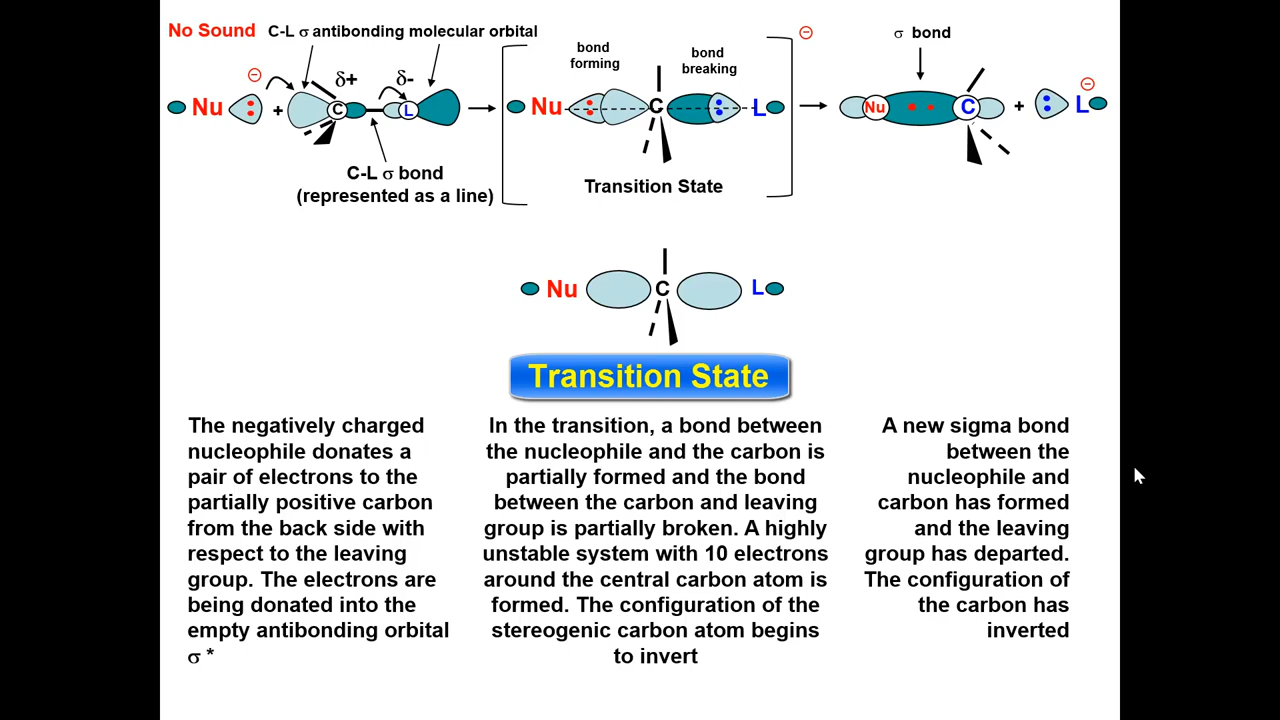 No Sound C-L σ antibonding molecular orbital
σ bond
bond
forming
bond
breaking
δ+ δ-
⊖
⊖
⊖
Nu + C L Nu C L Nu C + L
C-L σ bond
(represented as a line)
Transition State
Nu C L
Transition State
The negatively charged
nucleophile donates a
pair of electrons to the
partially positive carbon
from the back side with
respect to the leaving
group. The electrons are
being donated into the
empty antibonding orbital
σ *
In the transition, a bond between
the nucleophile and the carbon is
partially formed and the bond
between the carbon and leaving
group is partially broken. A highly
unstable system with 10 electrons
around the central carbon atom is
formed. The configuration of the
stereogenic carbon atom begins
to invert
A new sigma bond
between the
nucleophile and
carbon has formed
and the leaving
group has departed.
The configuration of
the carbon has
inverted